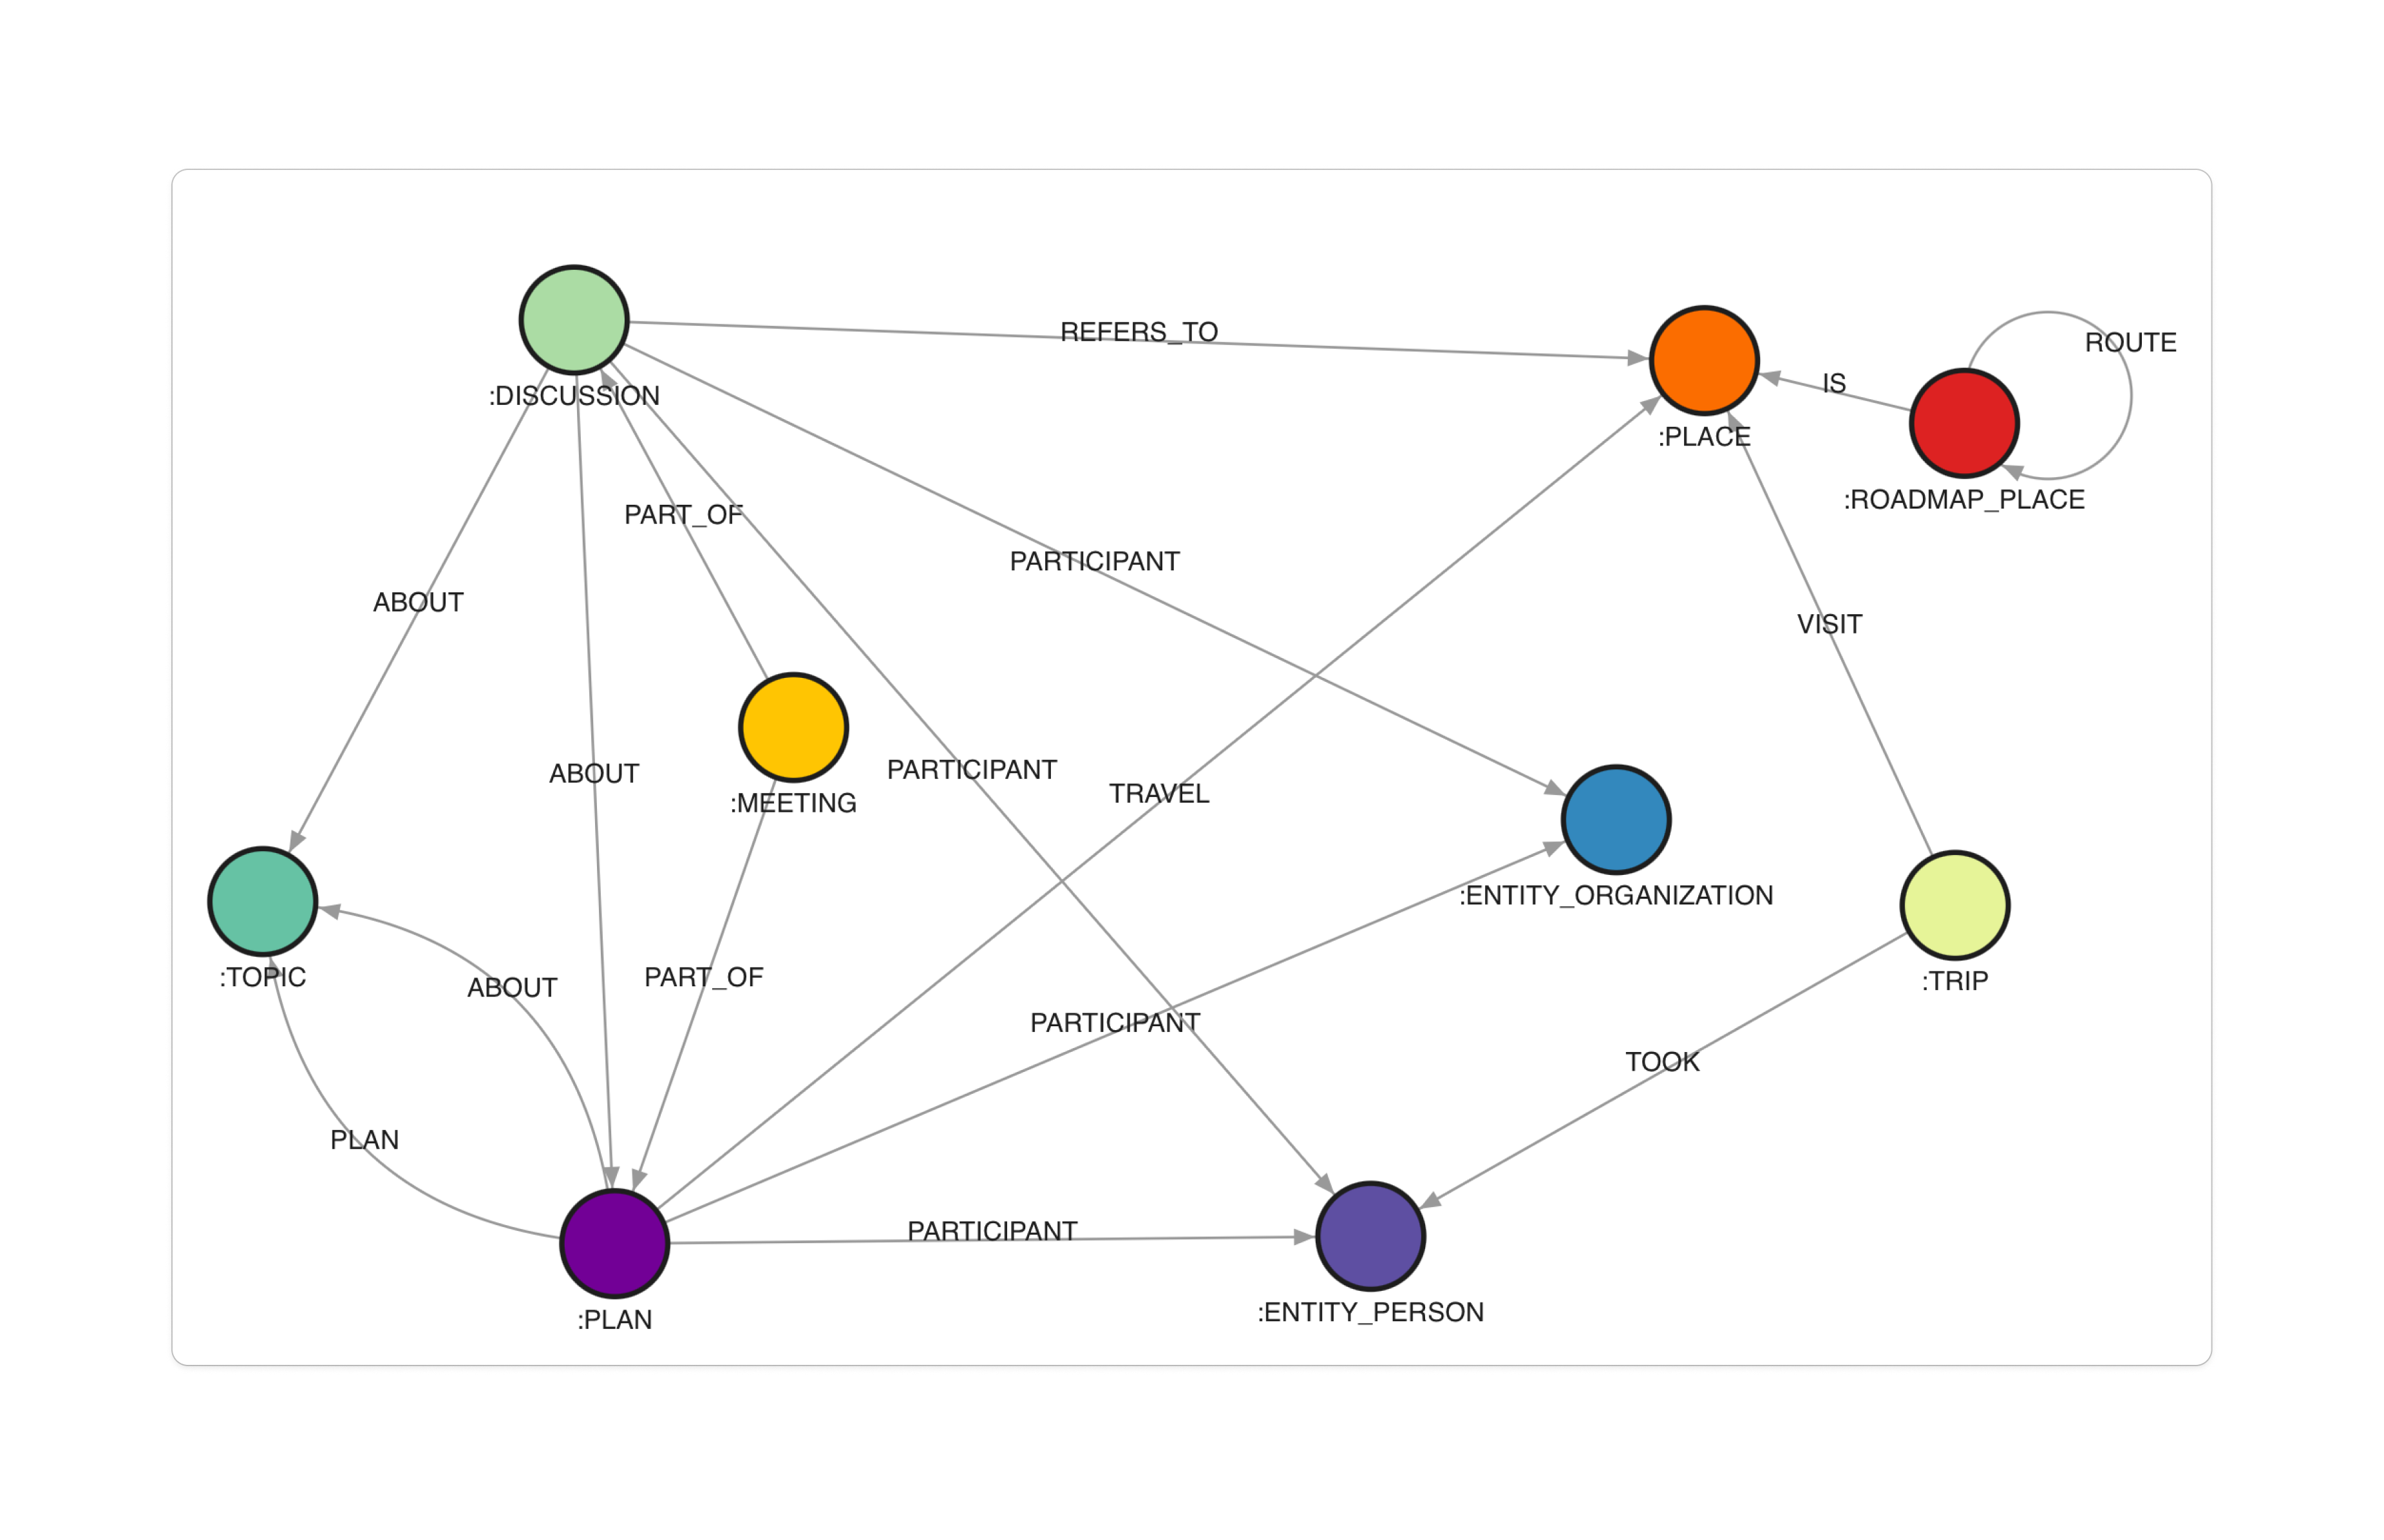 REFERS_TO
ROUTE
IS
:DISCUSSION
:PLACE
:ROADMAP_PLACE
PART_OF
PARTICIPANT
ABOUT
VISIT
ABOUT
PARTICIPANT
TRAVEL
:MEETING
:ENTITY_ORGANIZATION
:TOPIC
ABOUT
PART_OF
:TRIP
PARTICIPANT
TOOK
PLAN
PARTICIPANT
:PLAN
:ENTITY_PERSON